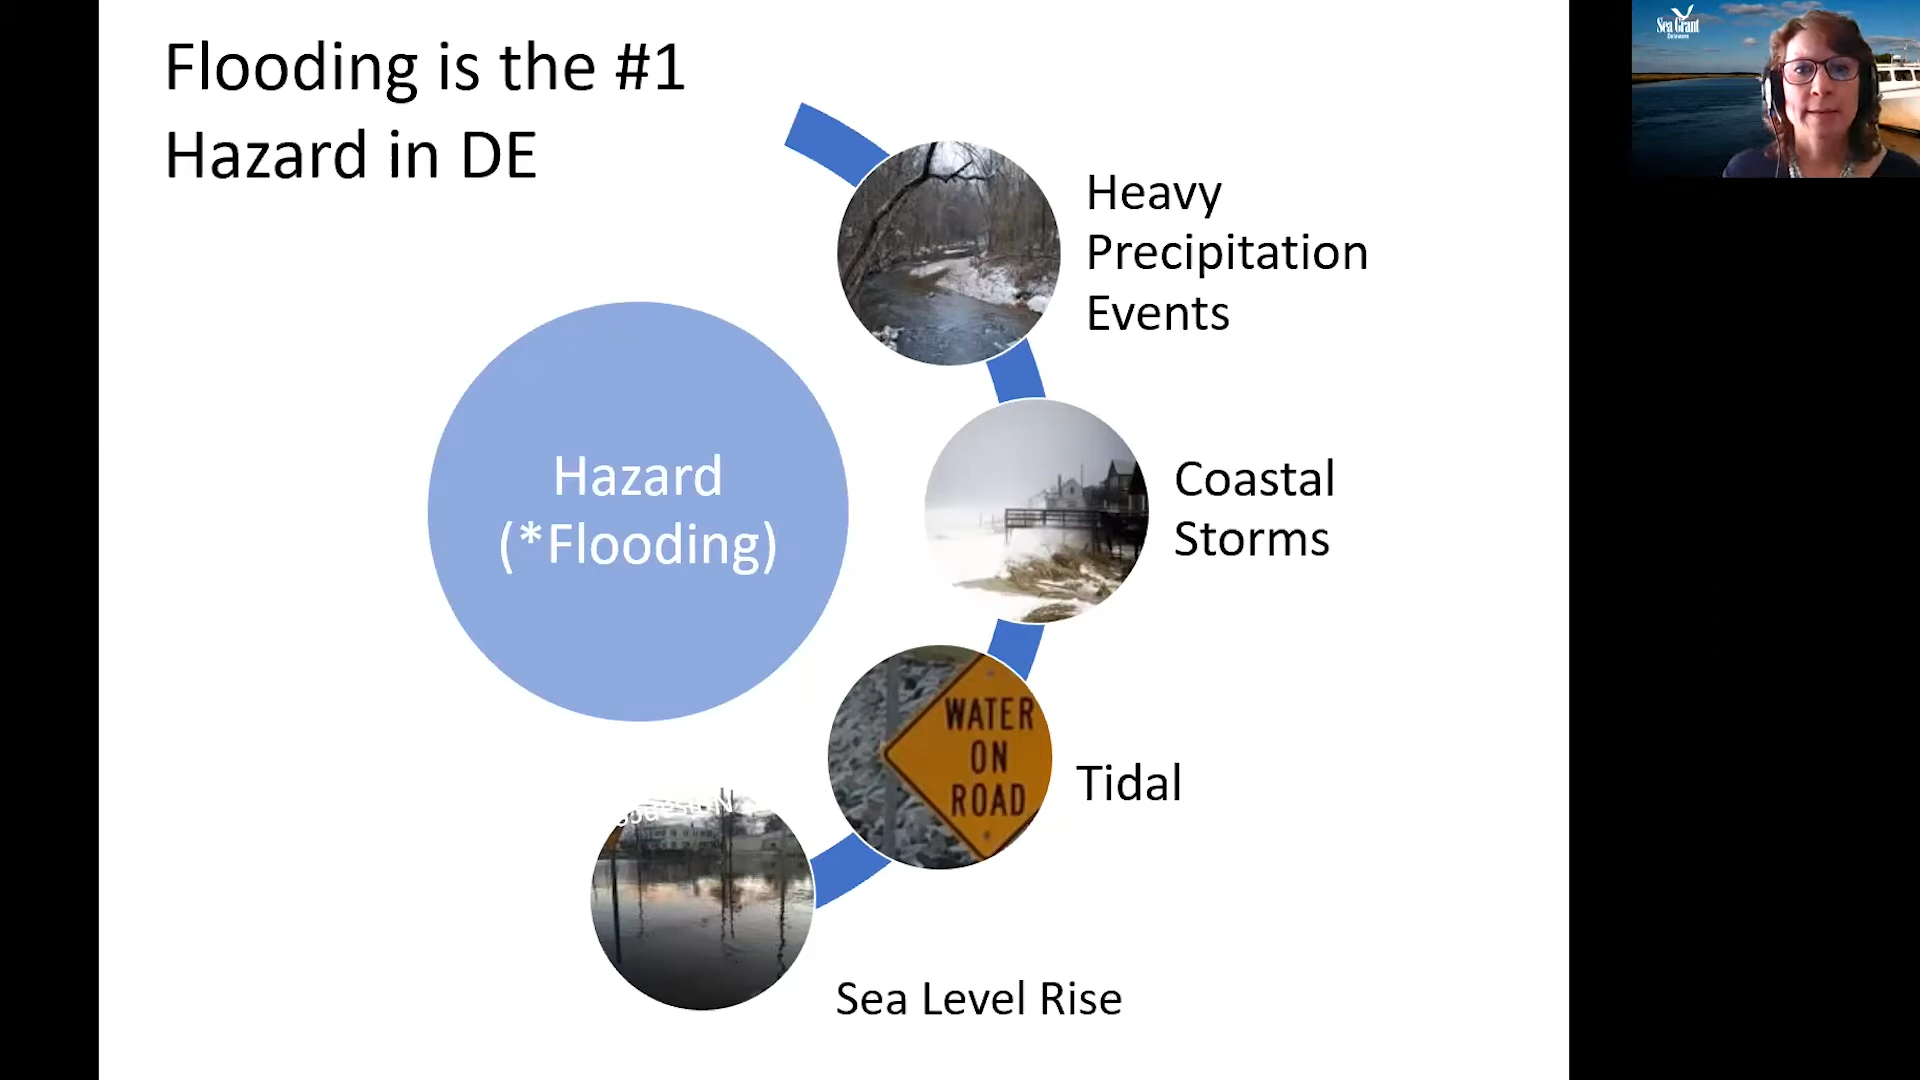 Flooding is the #1
Hazard in DE
Heavy
Precipitation
Events
Hazard
(*Flooding)
Coastal
Storms
WATER
ON
ROAD
Tidal
Sea Level Rise
Sea Grant
Delaware